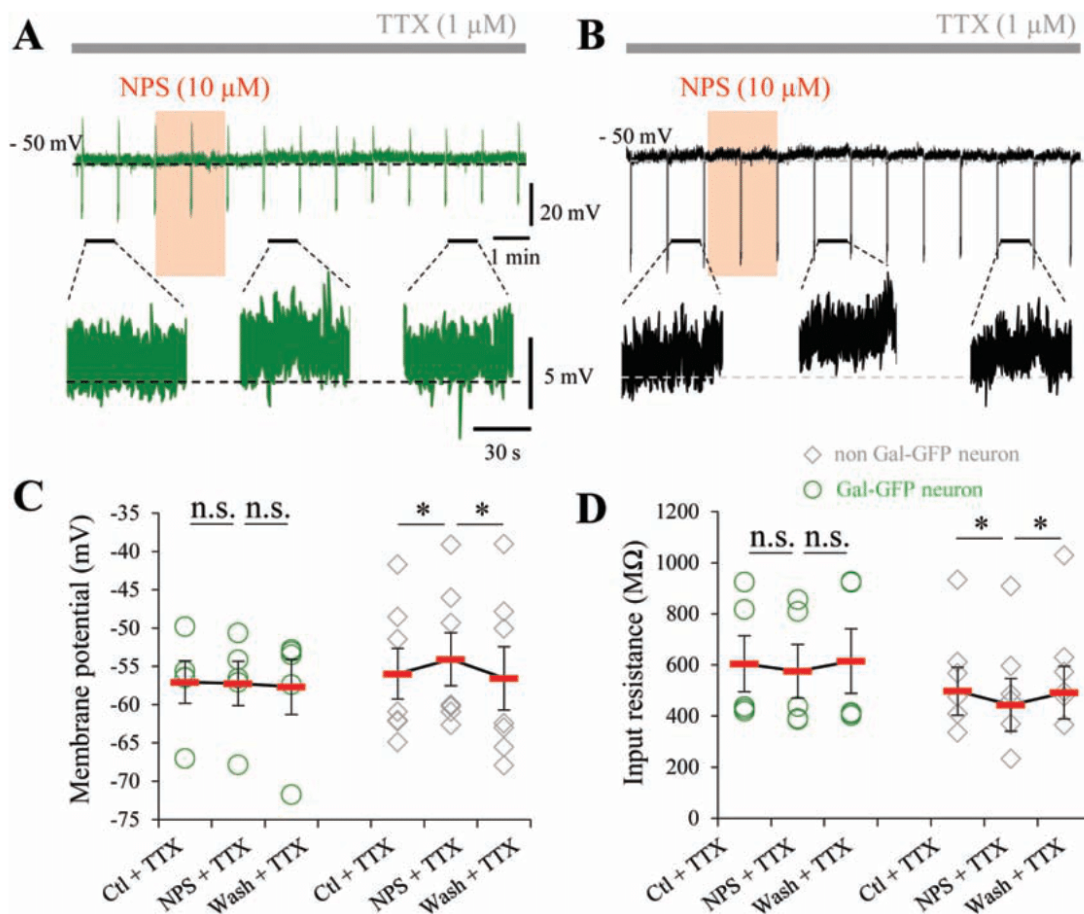 A
TTX (1 µM)
NPS (10 µM)
- 50 mV
20 mV
1 min
5 mV
30 s
B
TTX (1 µM)
NPS (10 µM)
- 50 mV
non Gal-GFP neuron
Gal-GFP neuron
C
Membrane potential (mV)
-35
-40
-45
-50
-55
-60
-65
-70
-75
n.s.
n.s.
*
*
Ctl + TTX
NPS + TTX
Wash + TTX
Ctl + TTX
NPS + TTX
Wash + TTX
D
Input resistance (MΩ)
1200
1000
800
600
400
200
0
n.s.
n.s.
*
*
Ctl + TTX
NPS + TTX
Wash + TTX
Ctl + TTX
NPS + TTX
Wash + TTX